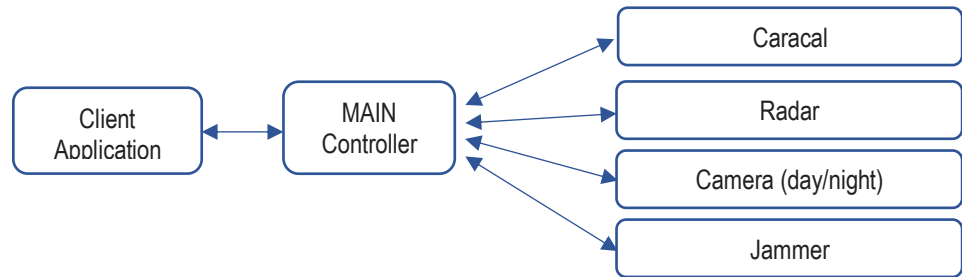 Client
Application
MAIN
Controller
Caracal
Radar
Camera (day/night)
Jammer